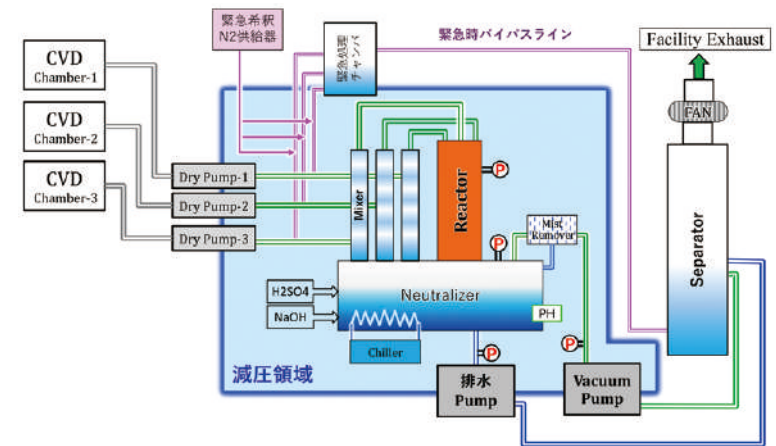 緊急希釈
N2供給器
緊急処理
チャンバ
緊急時バイパスライン
Facility Exhaust
FAN
CVD
Chamber-1
CVD
Chamber-2
CVD
Chamber-3
Dry Pump-1
Dry Pump-2
Dry Pump-3
Mixer
Reactor
P
P
Mist
Remover
Separator
H2SO4
NaOH
Neutralizer
PH
Chiller
P
P
減圧領域
排水
Pump
Vacuum
Pump